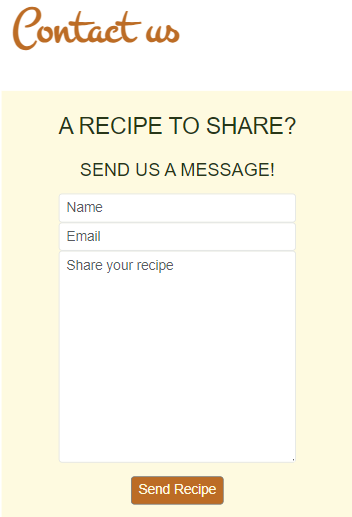 Contact us
A RECIPE TO SHARE?
SEND US A MESSAGE!
Name
Email
Share your recipe
Send Recipe